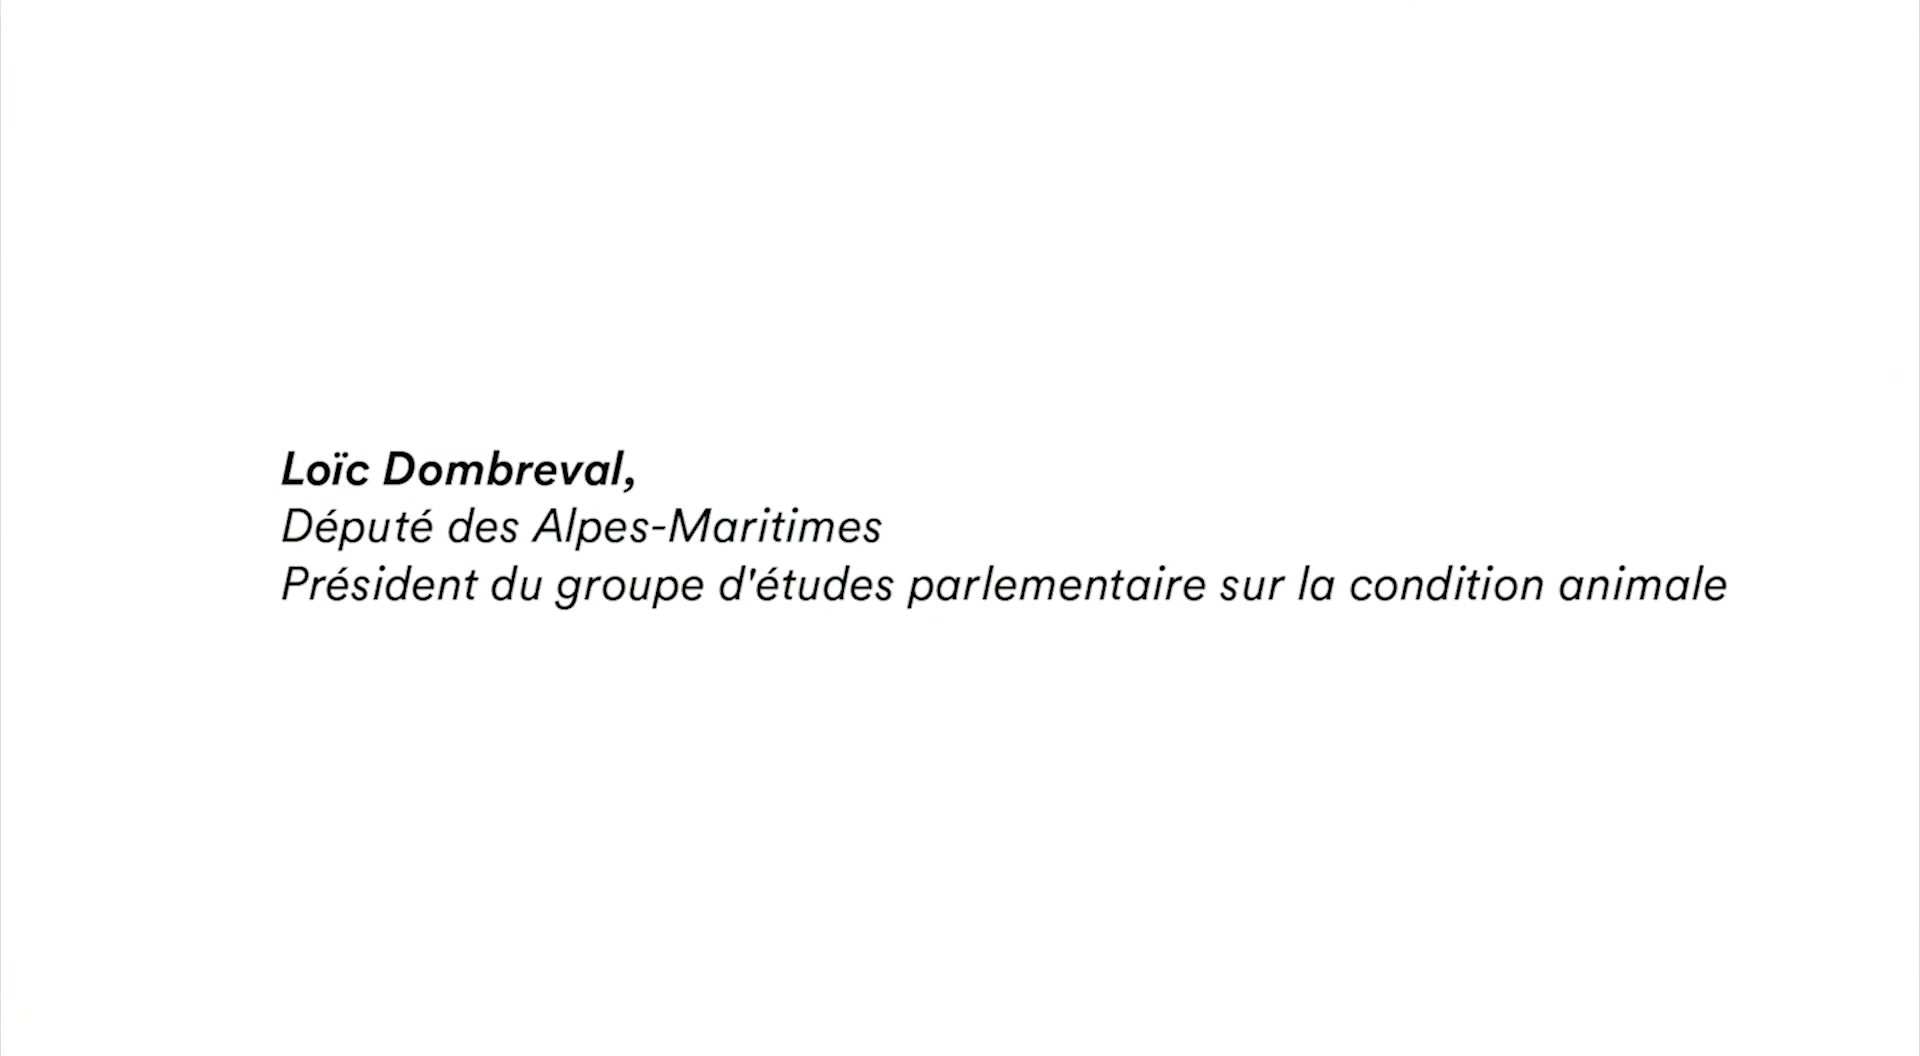 Loïc Dombreval,
Député des Alpes-Maritimes
Président du groupe d'études parlementaire sur la condition animale